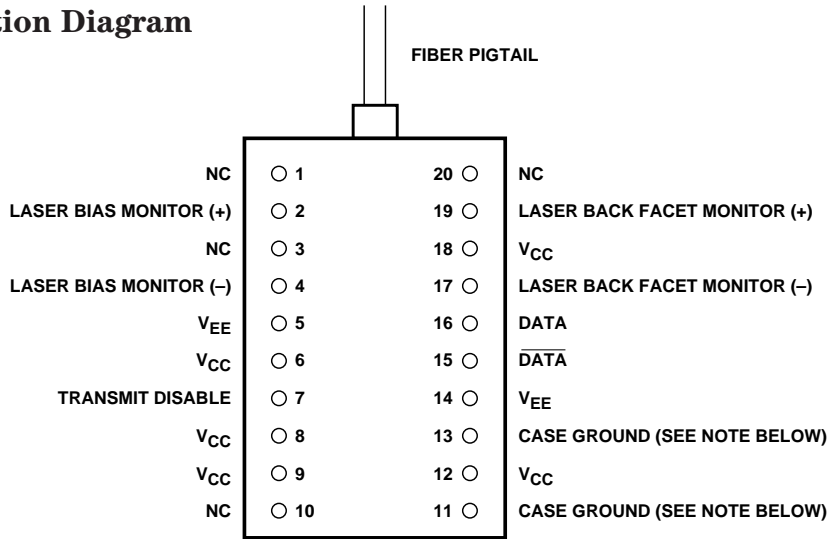 tion Diagram
FIBER PIGTAIL
NC 1 20 NC
LASER BIAS MONITOR (+) 2 19 LASER BACK FACET MONITOR (+)
NC 3 18 VCC
LASER BIAS MONITOR (–) 4 17 LASER BACK FACET MONITOR (–)
VEE 5 16 DATA
VCC 6 15 DATA
TRANSMIT DISABLE 7 14 VEE
VCC 8 13 CASE GROUND (SEE NOTE BELOW)
VCC 9 12 VCC
NC 10 11 CASE GROUND (SEE NOTE BELOW)